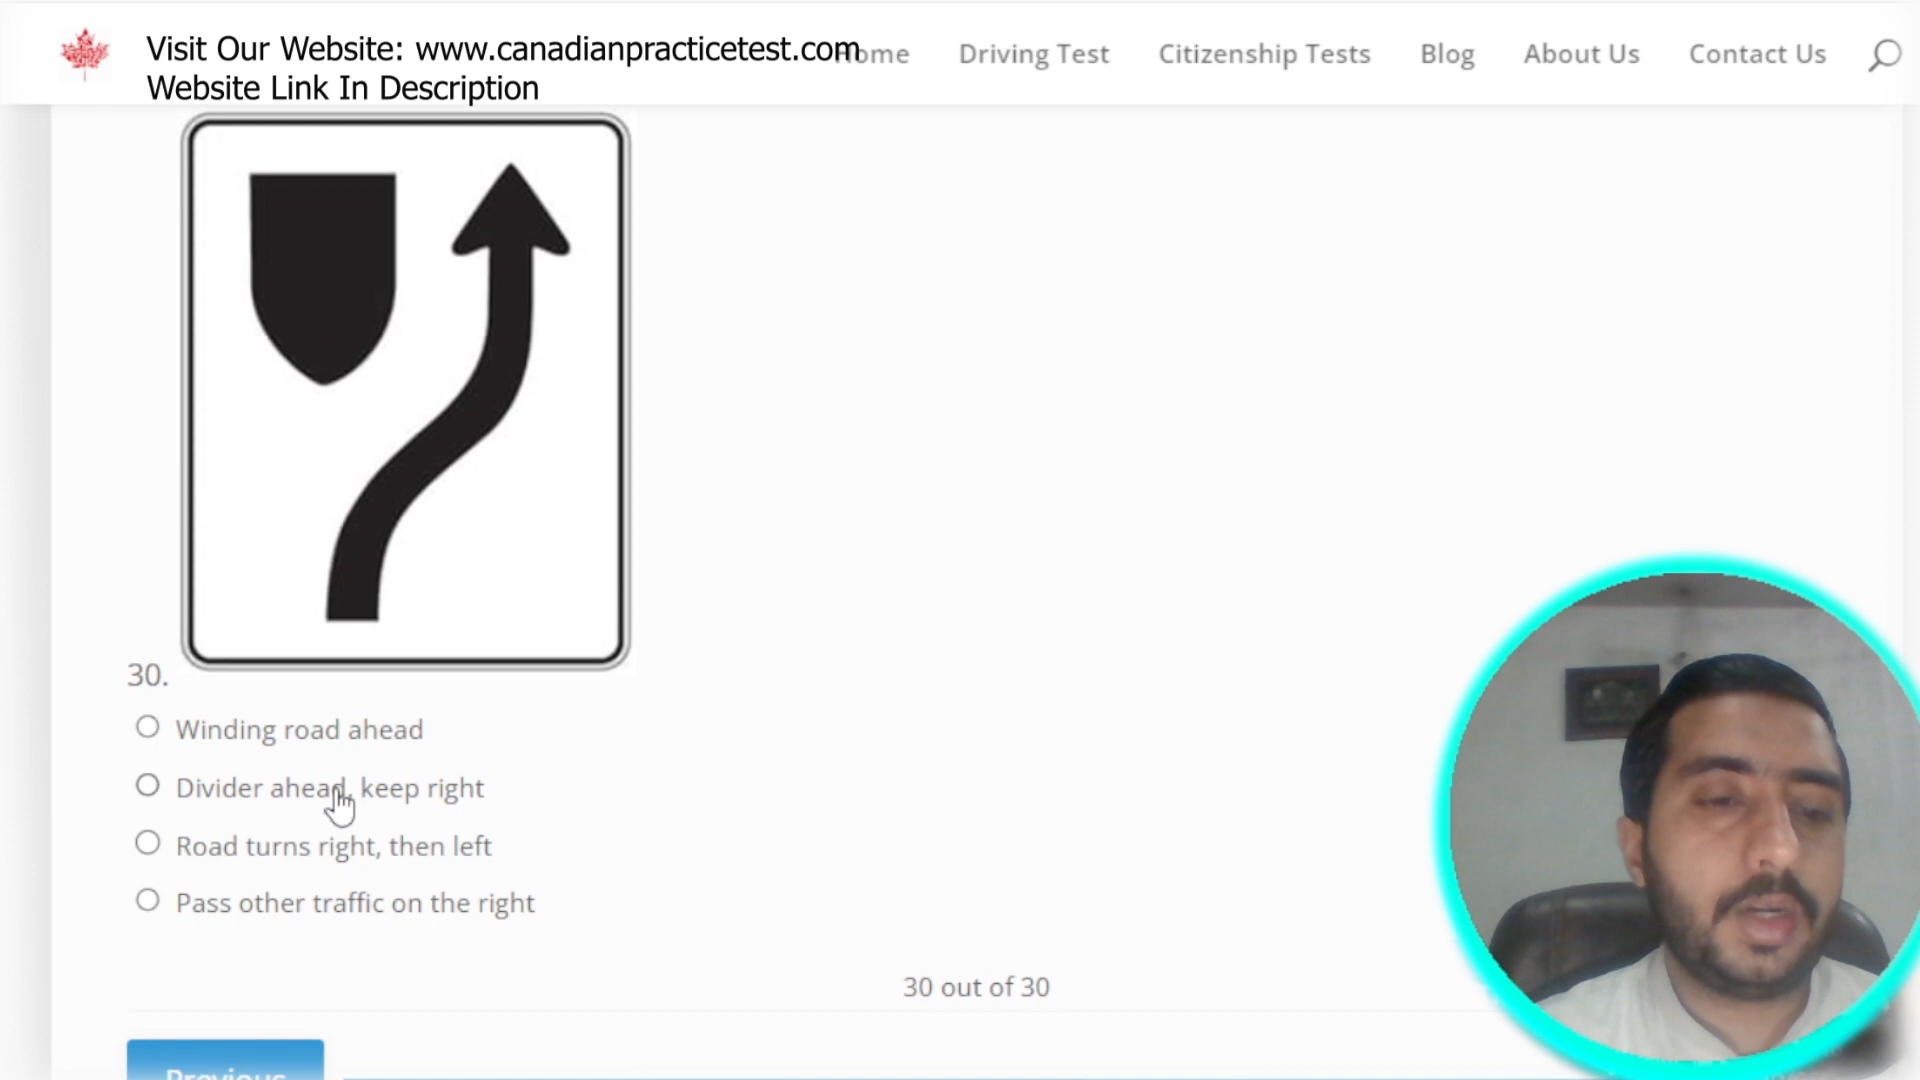 Visit Our Website: www.canadianpracticetest.com
Website Link In Description
Home Driving Test Citizenship Tests Blog About Us Contact Us
30.
Winding road ahead
Divider ahead, keep right
Road turns right, then left
Pass other traffic on the right
30 out of 30
Previous